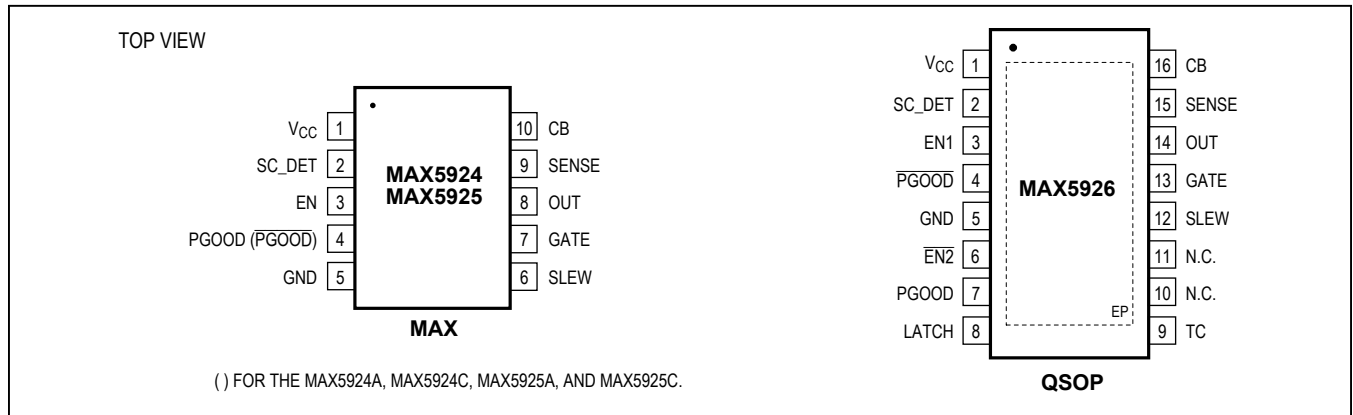 TOP VIEW
VCC 1
SC_DET 2
EN 3
PGOOD (PGOOD) 4
GND 5
MAX5924
MAX5925
10 CB
9 SENSE
8 OUT
7 GATE
6 SLEW
MAX
( ) FOR THE MAX5924A, MAX5924C, MAX5925A, AND MAX5925C.
VCC 1
SC_DET 2
EN1 3
PGOOD 4
GND 5
EN2 6
PGOOD 7
LATCH 8
MAX5926
EP
16 CB
15 SENSE
14 OUT
13 GATE
12 SLEW
11 N.C.
10 N.C.
9 TC
QSOP